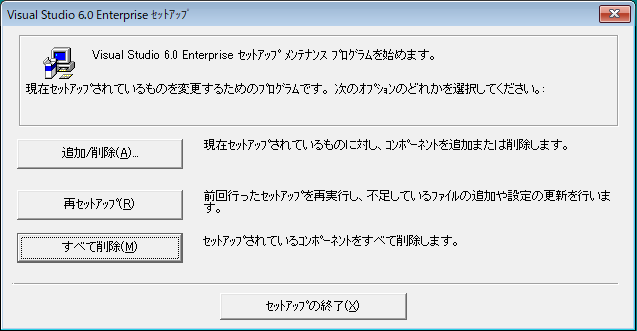 Visual Studio 6.0 Enterprise ｾｯﾄｱｯﾌﾟ
Visual Studio 6.0 Enterprise ｾｯﾄｱｯﾌﾟ ﾒﾝﾃﾅﾝｽ ﾌﾟﾛｸﾞﾗﾑを始めます。
現在ｾｯﾄｱｯﾌﾟされているものを変更するためのﾌﾟﾛｸﾞﾗﾑです。 次のｵﾌﾟｼｮﾝのどれかを選択してください。:
追加/削除(A)...
現在ｾｯﾄｱｯﾌﾟされているものに対し、ｺﾝﾎﾟｰﾈﾝﾄを追加または削除します。
再ｾｯﾄｱｯﾌﾟ(R)
前回行ったｾｯﾄｱｯﾌﾟを再実行し、不足しているﾌｧｲﾙの追加や設定の更新を行いま
す。
すべて削除(M)
ｾｯﾄｱｯﾌﾟされているｺﾝﾎﾟｰﾈﾝﾄをすべて削除します。
ｾｯﾄｱｯﾌﾟの終了(X)